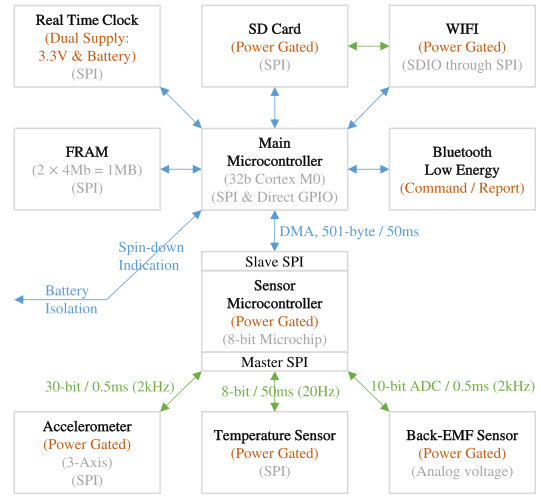 Real Time Clock
(Dual Supply:
3.3V & Battery)
(SPI)
SD Card
(Power Gated)
(SPI)
WIFI
(Power Gated)
(SDIO through SPI)
FRAM
(2 × 4Mb = 1MB)
(SPI)
Main
Microcontroller
(32b Cortex M0)
(SPI & Direct GPIO)
Bluetooth
Low Energy
(Command / Report)
Spin-down
Indication
Battery
Isolation
DMA, 501-byte / 50ms
Slave SPI
Sensor
Microcontroller
(Power Gated)
(8-bit Microchip)
Master SPI
30-bit / 0.5ms (2kHz)
8-bit / 50ms (20Hz)
10-bit ADC / 0.5ms (2kHz)
Accelerometer
(Power Gated)
(3-Axis)
(SPI)
Temperature Sensor
(Power Gated)
(SPI)
Back-EMF Sensor
(Power Gated)
(Analog voltage)